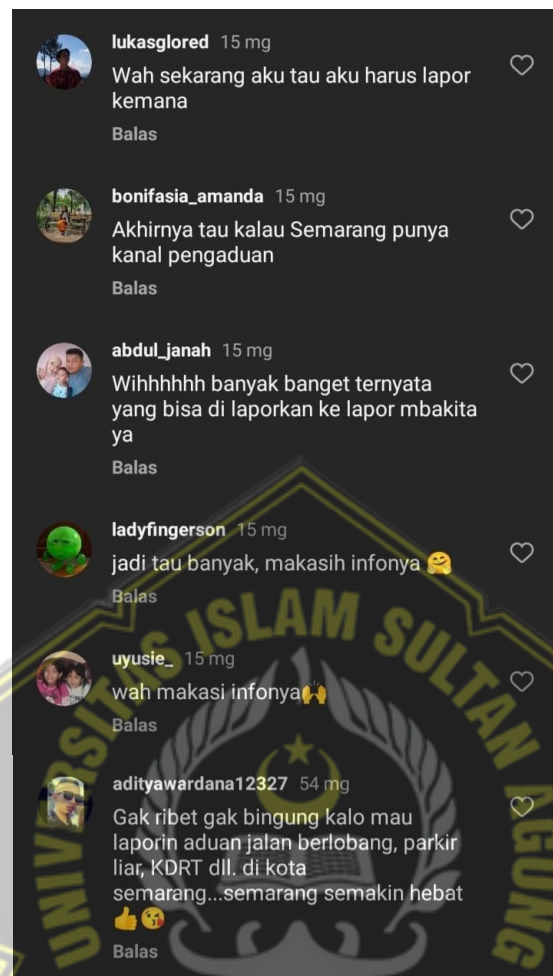 lukasglored 15 mg
Wah sekarang aku tau aku harus lapor
kemana
Balas
bonifasia_amanda 15 mg
Akhirnya tau kalau Semarang punya
kanal pengaduan
Balas
abdul_janah 15 mg
Wihhhhhh banyak banget ternyata
yang bisa di laporkan ke lapor mbakita
ya
Balas
ladyfingerson 15 mg
jadi tau banyak, makasih infonya 🤗
Balas
uyusie_ 15 mg
wah makasi infonya🙌
Balas
adityawardana12327 54 mg
Gak ribet gak bingung kalo mau
laporin aduan jalan berlobang, parkir
liar, KDRT dll. di kota
semarang...semarang semakin hebat
👍😘
Balas
UNIVERSITAS ISLAM SULTAN AGUNG